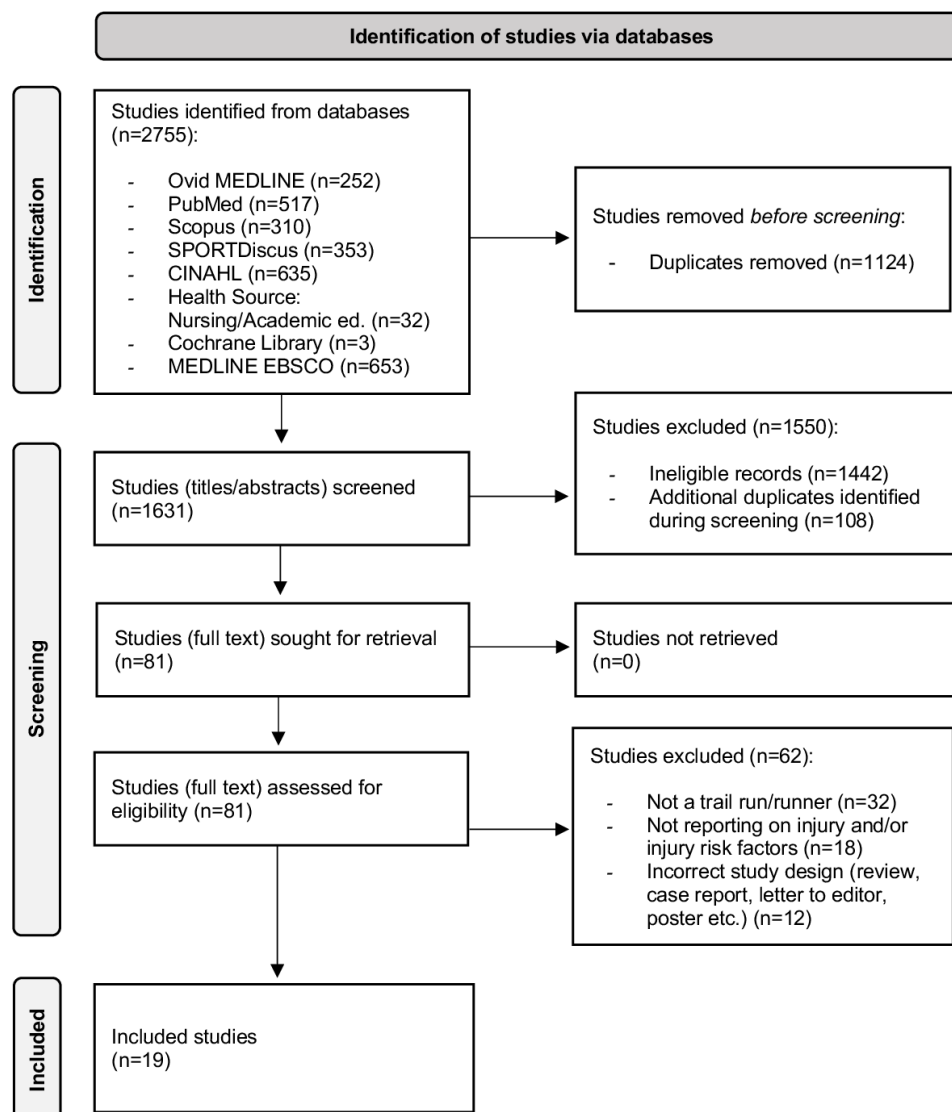 Identification of studies via databases
Identification
Studies identified from databases
(n=2755):
- Ovid MEDLINE (n=252)
- PubMed (n=517)
- Scopus (n=310)
- SPORTDiscus (n=353)
- CINAHL (n=635)
- Health Source:
Nursing/Academic ed. (n=32)
- Cochrane Library (n=3)
- MEDLINE EBSCO (n=653)
Studies removed before screening:
- Duplicates removed (n=1124)
Screening
Studies (titles/abstracts) screened
(n=1631)
Studies excluded (n=1550):
- Ineligible records (n=1442)
- Additional duplicates identified
during screening (n=108)
Studies (full text) sought for retrieval
(n=81)
Studies not retrieved
(n=0)
Studies (full text) assessed for
eligibility (n=81)
Studies excluded (n=62):
- Not a trail run/runner (n=32)
- Not reporting on injury and/or
injury risk factors (n=18)
- Incorrect study design (review,
case report, letter to editor,
poster etc.) (n=12)
Included
Included studies
(n=19)